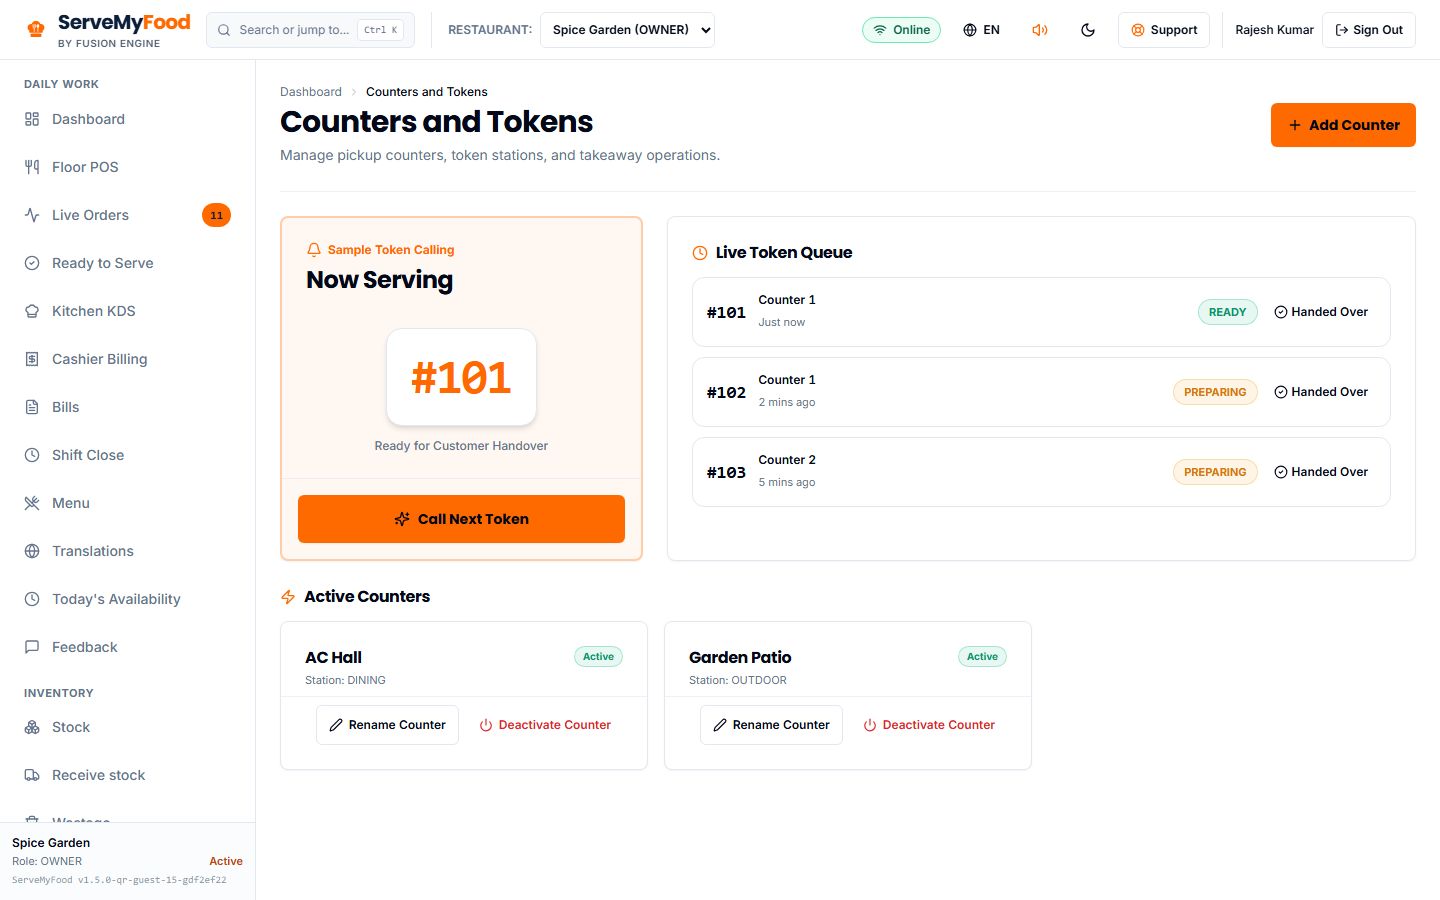 ServeMyFood
BY FUSION ENGINE
Search or jump to...
Ctrl K
RESTAURANT:
Spice Garden (OWNER)
Online
EN
Support
Rajesh Kumar
Sign Out
DAILY WORK
Dashboard
Floor POS
Live Orders
11
Ready to Serve
Kitchen KDS
Cashier Billing
Bills
Shift Close
Menu
Translations
Today's Availability
Feedback
INVENTORY
Stock
Receive stock
Spice Garden
Role: OWNER
Active
ServeMyFood v1.5.0-qr-guest-15-gdf2ef22
Dashboard
Counters and Tokens
Counters and Tokens
Manage pickup counters, token stations, and takeaway operations.
Add Counter
Sample Token Calling
Now Serving
#101
Ready for Customer Handover
Call Next Token
Live Token Queue
#101
Counter 1
Just now
READY
Handed Over
#102
Counter 1
2 mins ago
PREPARING
Handed Over
#103
Counter 2
5 mins ago
PREPARING
Handed Over
Active Counters
AC Hall
Active
Station: DINING
Rename Counter
Deactivate Counter
Garden Patio
Active
Station: OUTDOOR
Rename Counter
Deactivate Counter